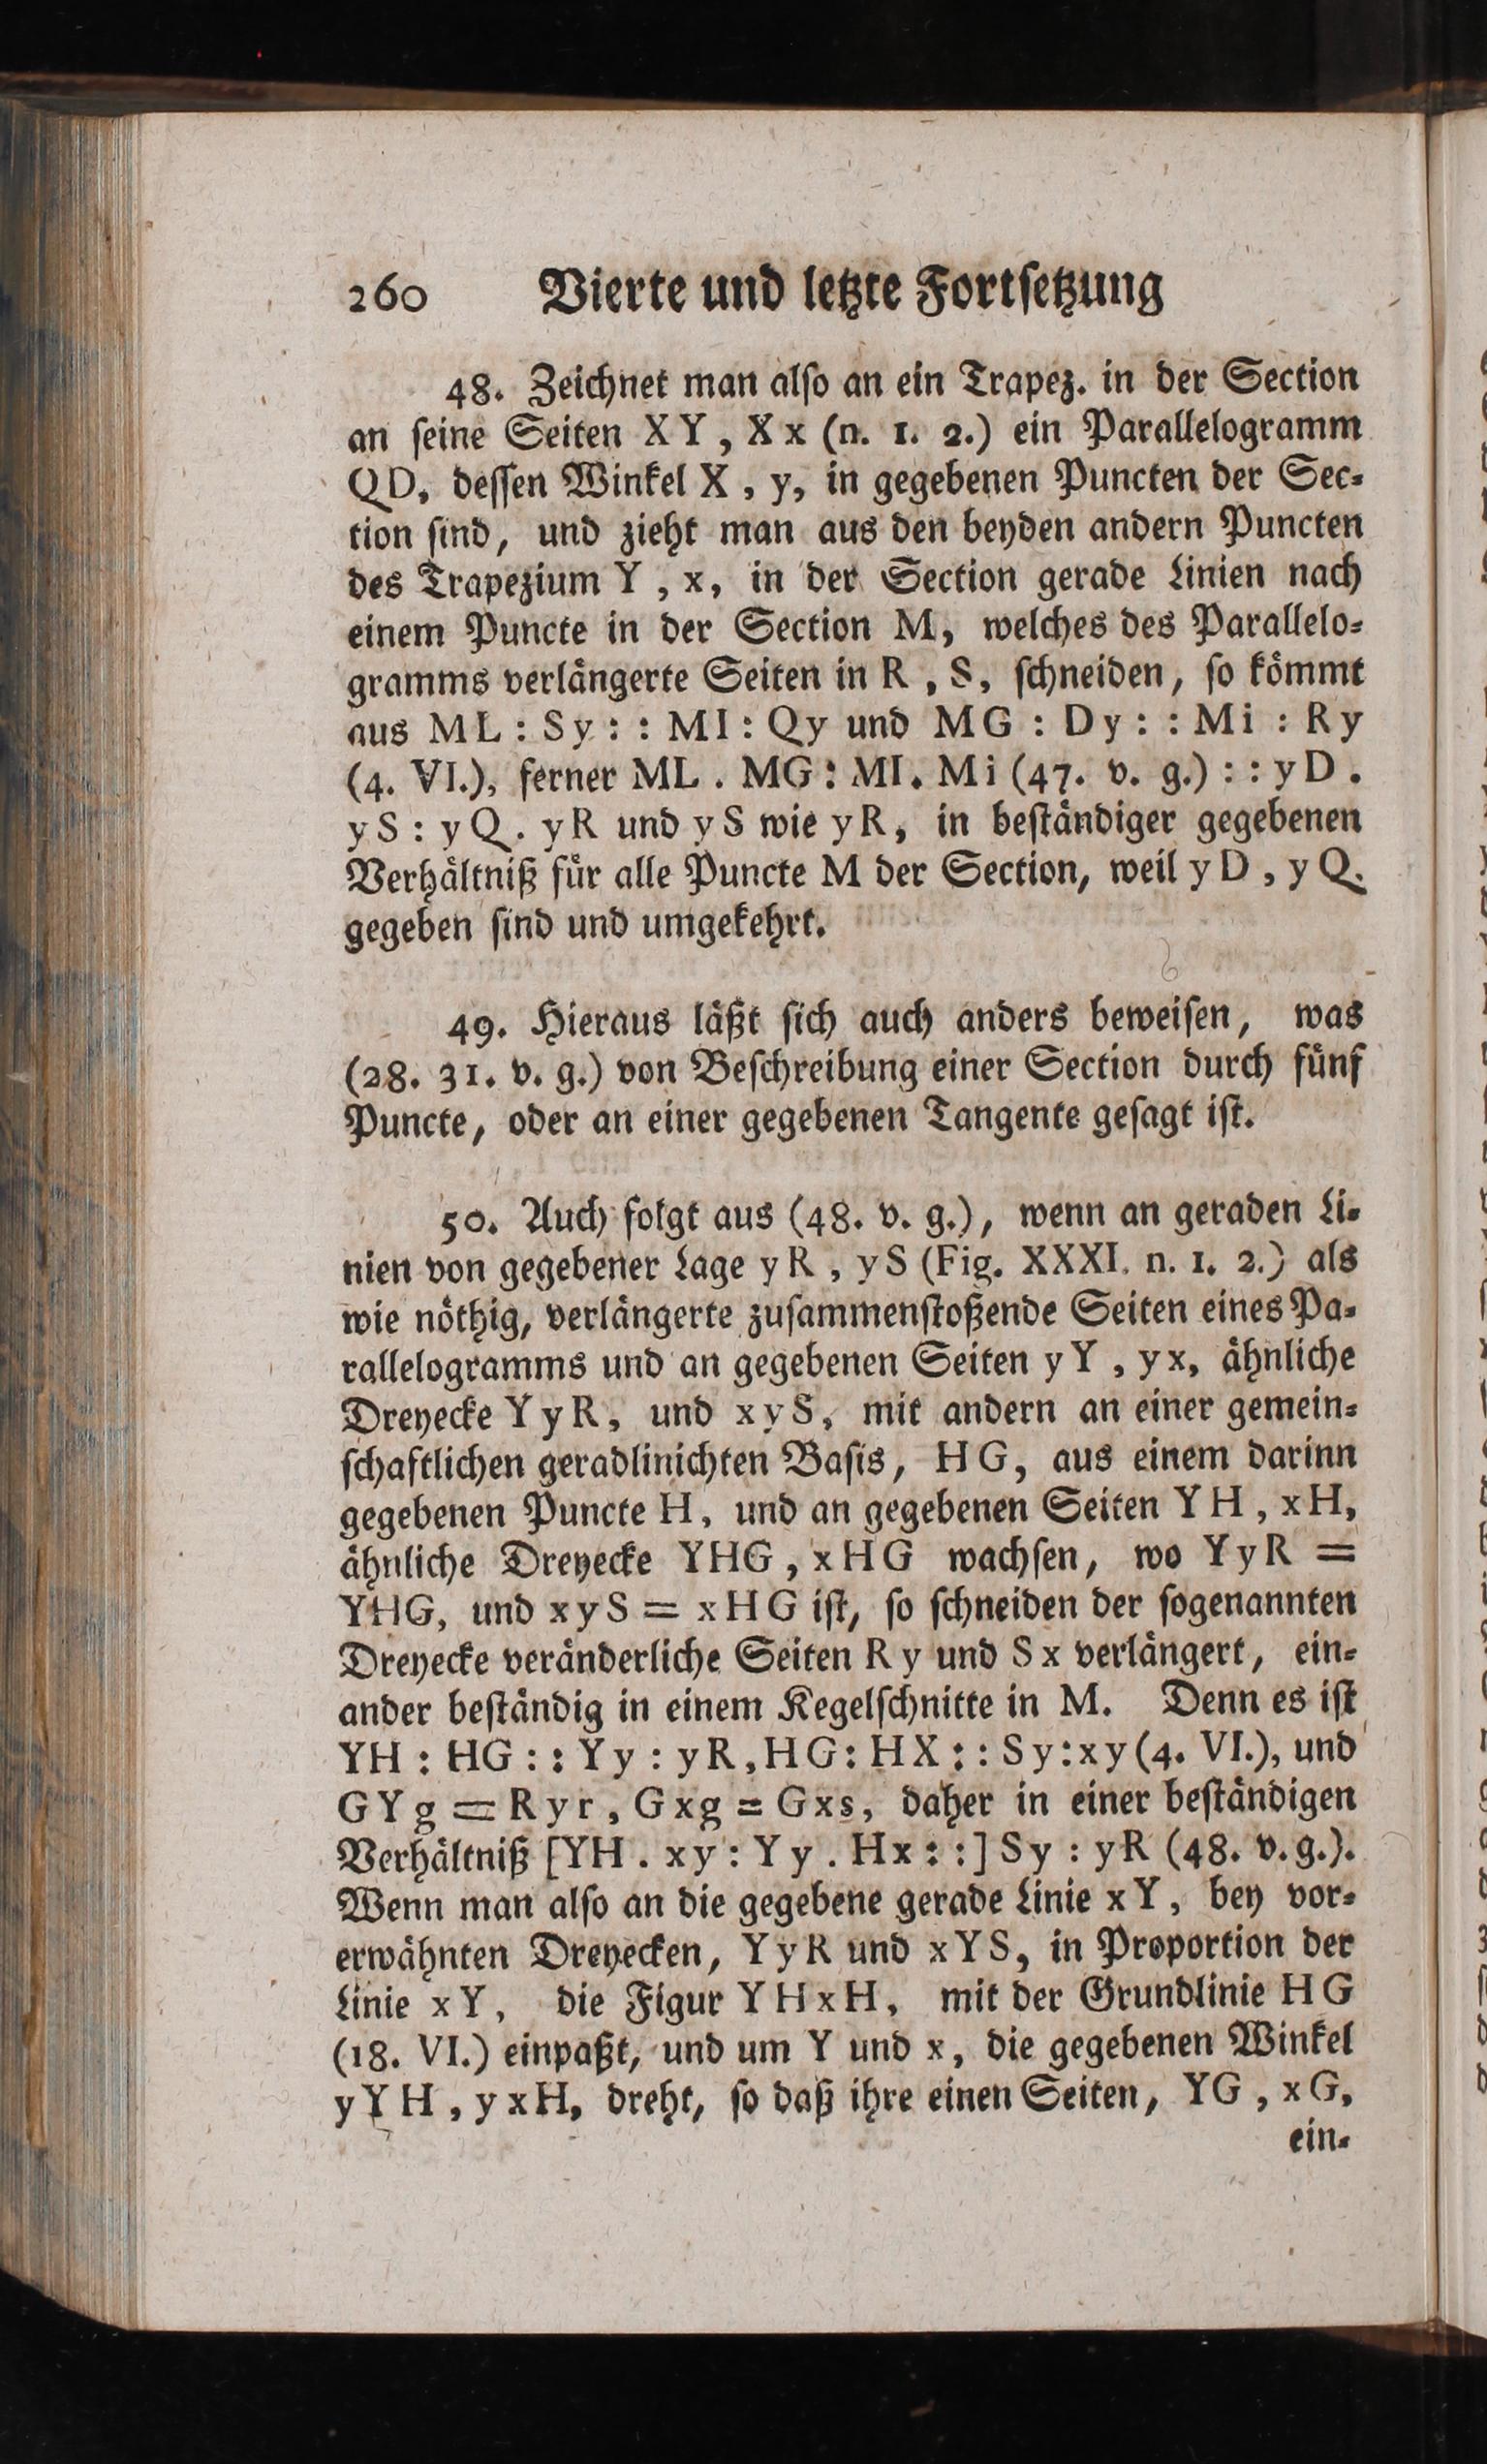 260 Vierte und letzte Fortſetzung
48. Zeichnet man alſo an ein Trapez. in der Section
an ſeine Seiten X Y , X x (n. 1. 2.) ein Parallelogramm
QD, deſſen Winkel X , y, in gegebenen Puncten der Sec-
tion ſind, und zieht man aus den beyden andern Puncten
des Trapezium Y , x, in der Section gerade Linien nach
einem Puncte in der Section M, welches des Parallelo-
gramms verlängerte Seiten in R , S, ſchneiden, ſo kömmt
aus ML : Sy : : MI : Qy und MG : Dy : : Mi : Ry
(4. VI.), ferner ML . MG : MI. Mi (47. v. g.) : : yD .
yS : yQ . yR und yS wie yR, in beſtändiger gegebenen
Verhältniß für alle Puncte M der Section, weil yD , yQ.
gegeben ſind und umgekehrt.
49. Hieraus läßt ſich auch anders beweiſen, was
(28. 31. v. g.) von Beſchreibung einer Section durch fünf
Puncte, oder an einer gegebenen Tangente geſagt iſt.
50. Auch folgt aus (48. v. g.), wenn an geraden Li-
nien von gegebener Lage yR , yS (Fig. XXXI. n. 1. 2.) als
wie nöthig, verlängerte zuſammenſtoßende Seiten eines Pa-
rallelogramms und an gegebenen Seiten yY , yx, ähnliche
Dreyecke YyR, und xyS, mit andern an einer gemein-
ſchaftlichen geradlinichten Baſis, HG, aus einem darinn
gegebenen Puncte H, und an gegebenen Seiten YH , xH,
ähnliche Dreyecke YHG , xHG wachſen, wo YyR =
YHG, und xyS = xHG iſt, ſo ſchneiden der ſogenannten
Dreyecke veränderliche Seiten Ry und Sx verlängert, ein-
ander beſtändig in einem Kegelſchnitte in M. Denn es iſt
YH : HG : : Yy : yR, HG : HX : : Sy : xy (4. VI.), und
GYg = Ryr , Gxg = Gxs, daher in einer beſtändigen
Verhältniß [YH . xy : Yy . Hx : :] Sy : yR (48. v. g.).
Wenn man alſo an die gegebene gerade Linie xY, bey vor-
erwähnten Dreyecken, YyR und xYS, in Proportion der
Linie xY, die Figur YHxH, mit der Grundlinie HG
(18. VI.) einpaßt, und um Y und x, die gegebenen Winkel
yYH , yxH, dreht, ſo daß ihre einen Seiten, YG , xG,
ein-